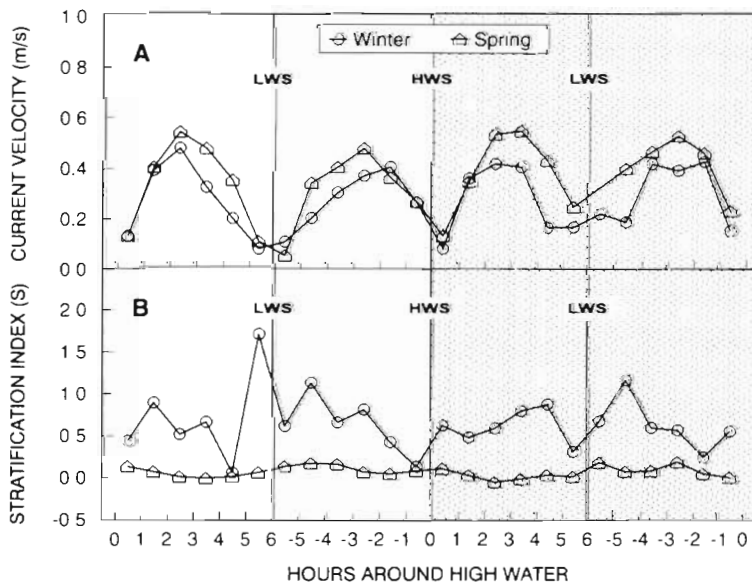 1 0
0 8
0 6
0 4
0 2
0 0
CURRENT VELOCITY (m/s)
A
Winter Spring
LWS HWS LWS
2 0
1 5
1 0
0 5
0 0
-0 5
STRATIFICATION INDEX (S)
B
LWS HWS LWS
0 1 2 3 4 5 6 -5 -4 -3 -2 -1 0 1 2 3 4 5 6 -5 -4 -3 -2 -1 0
HOURS AROUND HIGH WATER